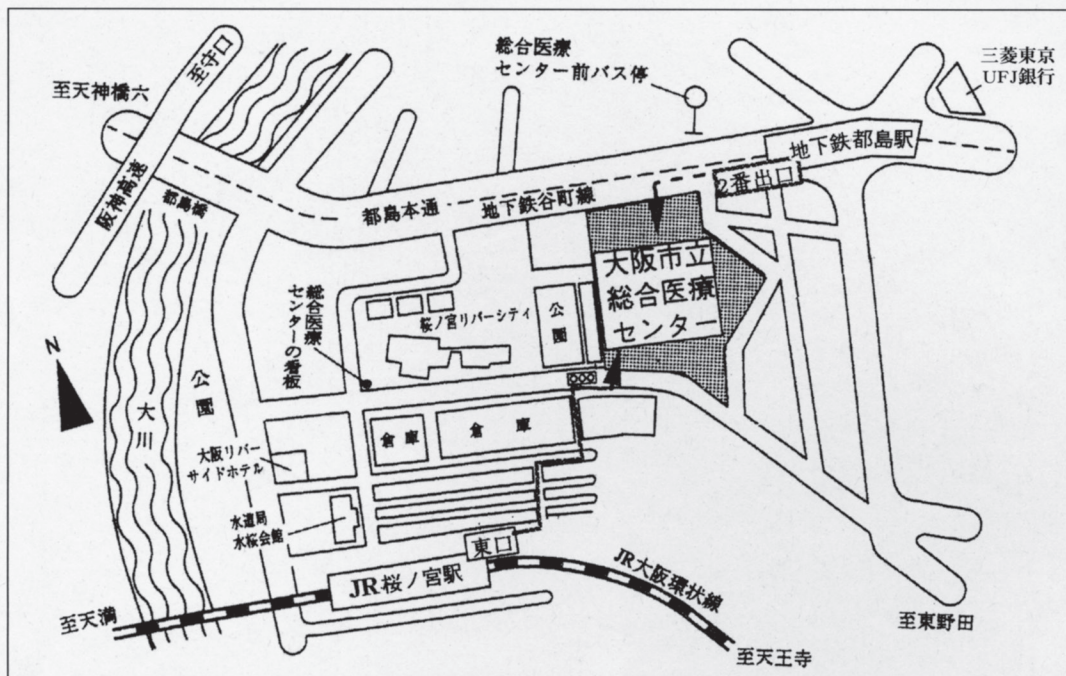 至天神橋六
至守口
阪神高速
都島橋
総合医療
センター前バス停
三菱東京
UFJ銀行
地下鉄都島駅
2番出口
都島本通
地下鉄谷町線
大阪市立
総合医療
センター
総合医療
センターの看板
桜ノ宮リバーシティ
公園
N
大川
公園
倉庫
倉庫
大阪リバー
サイドホテル
水道局
水桜会館
東口
JR桜ノ宮駅
JR大阪環状線
至天満
至天王寺
至東野田